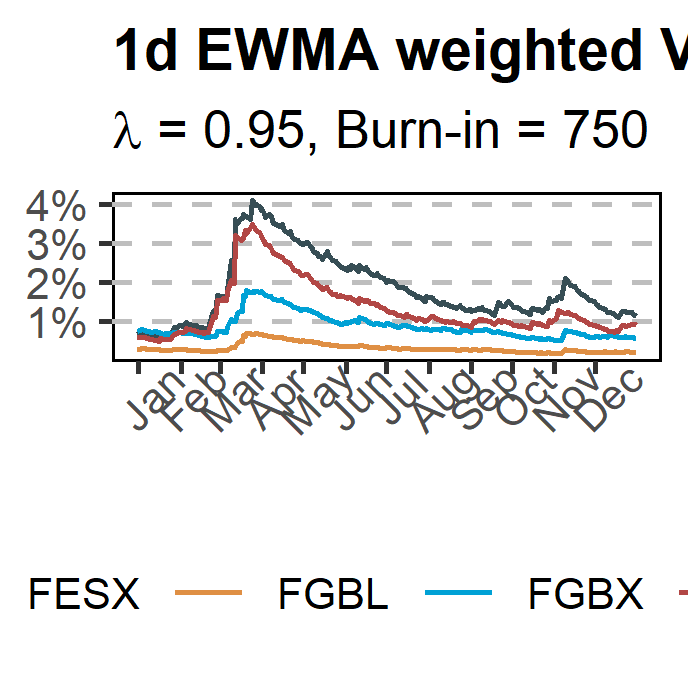 1d EWMA weighted V
λ = 0.95, Burn-in = 750
4%
3%
2%
1%
Jan
Feb
Mar
Apr
May
Jun
Jul
Aug
Sep
Oct
Nov
Dec
FESX FGBL FGBX